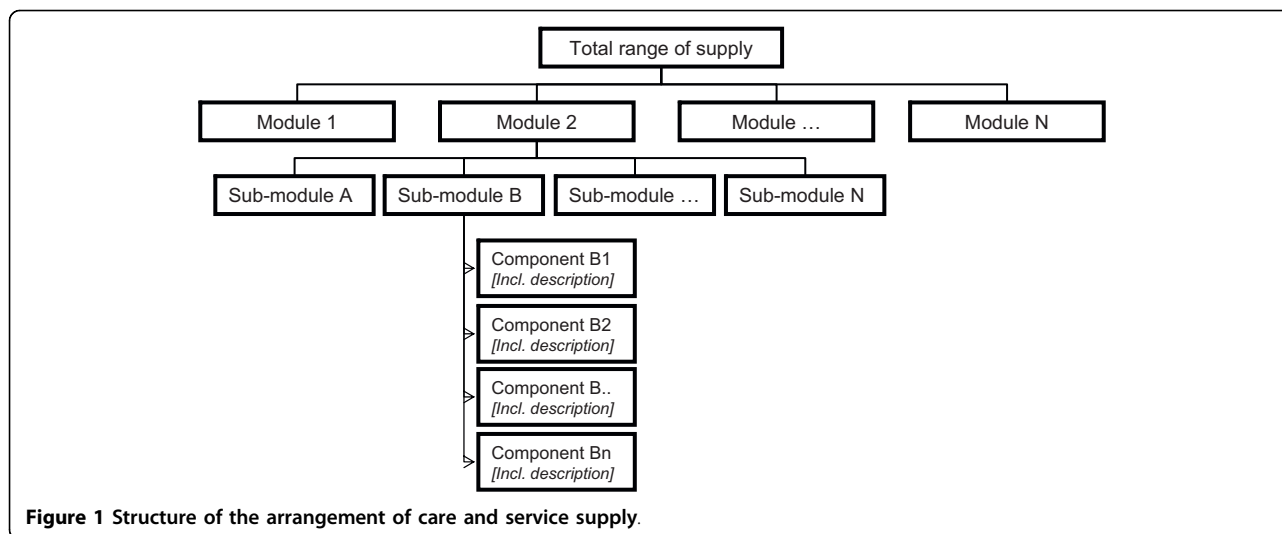 Total range of supply
Module 1
Module 2
Module …
Module N
Sub-module A
Sub-module B
Sub-module …
Sub-module N
Component B1
[Incl. description]
Component B2
[Incl. description]
Component B..
[Incl. description]
Component Bn
[Incl. description]
Figure 1 Structure of the arrangement of care and service supply.